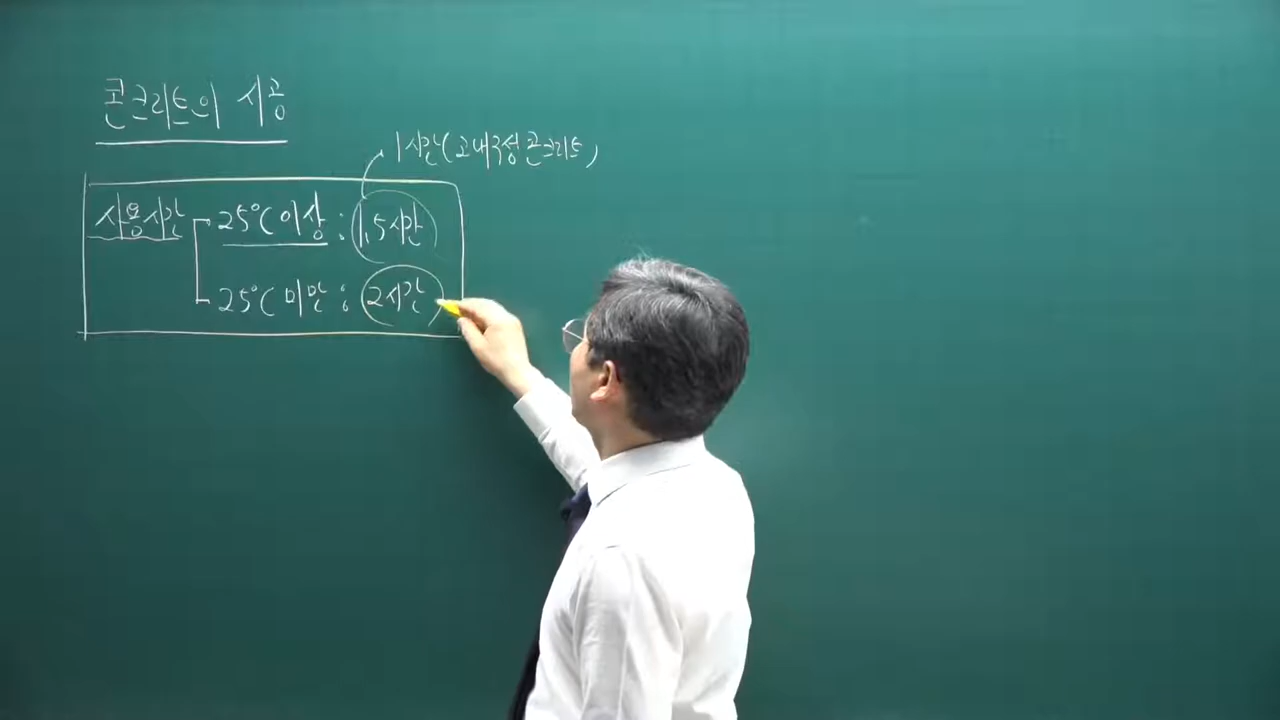 콘크리트의 시공
1시간(고내구성 콘크리트)
사용시간 25℃ 이상 : 1.5시간
25℃ 미만 : 2시간